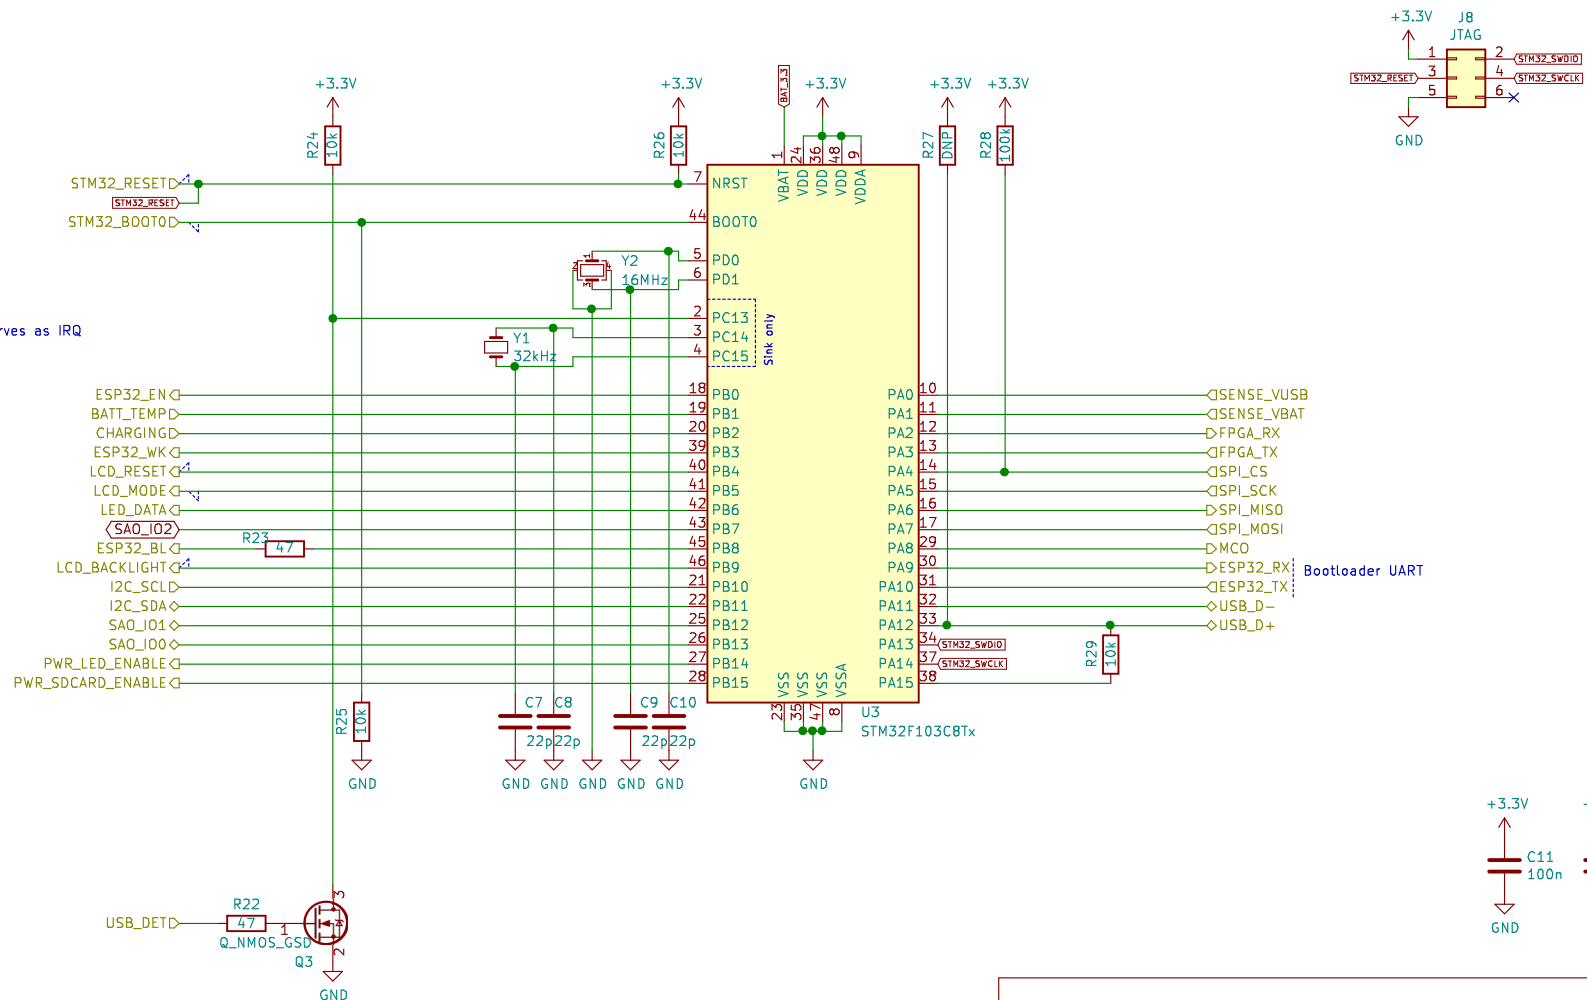 +3.3V
J8
JTAG
1
2
STM32_SWDIO
STM32_RESET
3
4
STM32_SWCLK
5
6
GND
+3.3V
+3.3V
BAT_3.3
+3.3V
+3.3V
+3.3V
R24
10k
R26
10k
R27
DNP
R28
100k
1
24
36
48
9
VBAT
VDD
VDD
VDD
VDDA
STM32_RESET
7
NRST
STM32_RESET
STM32_BOOT0
44
BOOT0
5
PD0
6
PD1
1
2
4
3
Y2
16MHz
rves as IRQ
2
PC13
3
PC14
4
PC15
Sink only
Y1
32kHz
ESP32_EN
18
PB0
PA0
10
SENSE_VUSB
BATT_TEMP
19
PB1
PA1
11
SENSE_VBAT
CHARGING
20
PB2
PA2
12
FPGA_RX
ESP32_WK
39
PB3
PA3
13
FPGA_TX
LCD_RESET
40
PB4
PA4
14
SPI_CS
LCD_MODE
41
PB5
PA5
15
SPI_SCK
LED_DATA
42
PB6
PA6
16
SPI_MISO
SAO_IO2
43
PB7
PA7
17
SPI_MOSI
ESP32_BL
R23
47
45
PB8
PA8
29
MCO
LCD_BACKLIGHT
46
PB9
PA9
30
ESP32_RX
Bootloader UART
I2C_SCL
21
PB10
PA10
31
ESP32_TX
I2C_SDA
22
PB11
PA11
32
USB_D-
SAO_IO1
25
PB12
PA12
33
USB_D+
SAO_IO0
26
PB13
PA13
34
STM32_SWDIO
PWR_LED_ENABLE
27
PB14
PA14
37
STM32_SWCLK
PWR_SDCARD_ENABLE
28
PB15
PA15
38
R29
10k
VSS
VSS
VSS
VSSA
23
35
47
8
U3
STM32F103C8Tx
R25
10k
C7
22p
C8
22p
C9
22p
C10
22p
GND
GND
GND
GND
GND
GND
GND
+3.3V
C11
100n
GND
USB_DET
R22
47
1
3
2
Q_NMOS_GSD
Q3
GND